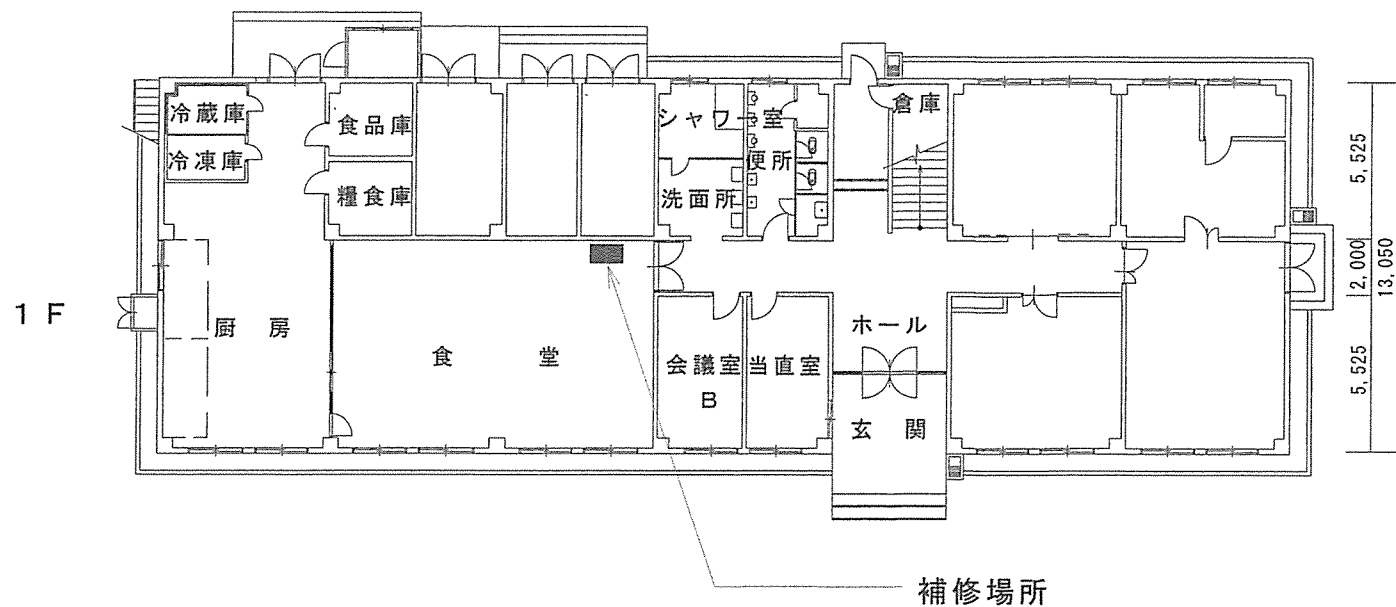 冷蔵庫
冷凍庫
食品庫
糧食庫
シャワー室
便所
洗面所
倉庫
5,525
2,000
13,050
5,525
1 F
厨 房
食 堂
会議室
B
当直室
ホール
玄 関
補修場所